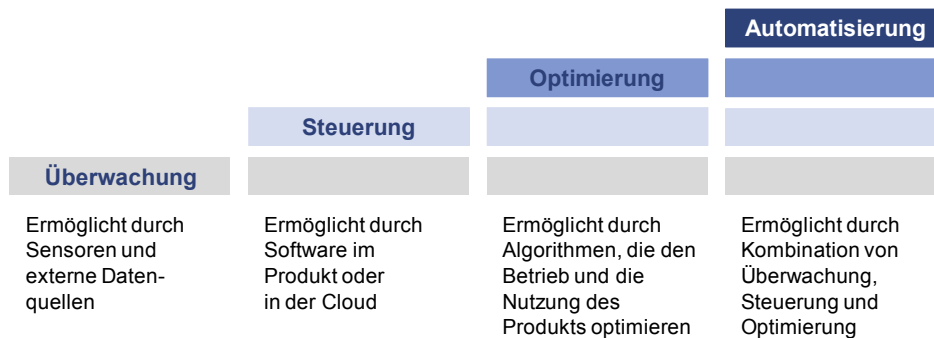 Automatisierung
Optimierung
Steuerung
Überwachung
Ermöglicht durch
Sensoren und
externe Daten-
quellen
Ermöglicht durch
Software im
Produkt oder
in der Cloud
Ermöglicht durch
Algorithmen, die den
Betrieb und die
Nutzung des
Produkts optimieren
Ermöglicht durch
Kombination von
Überwachung,
Steuerung und
Optimierung